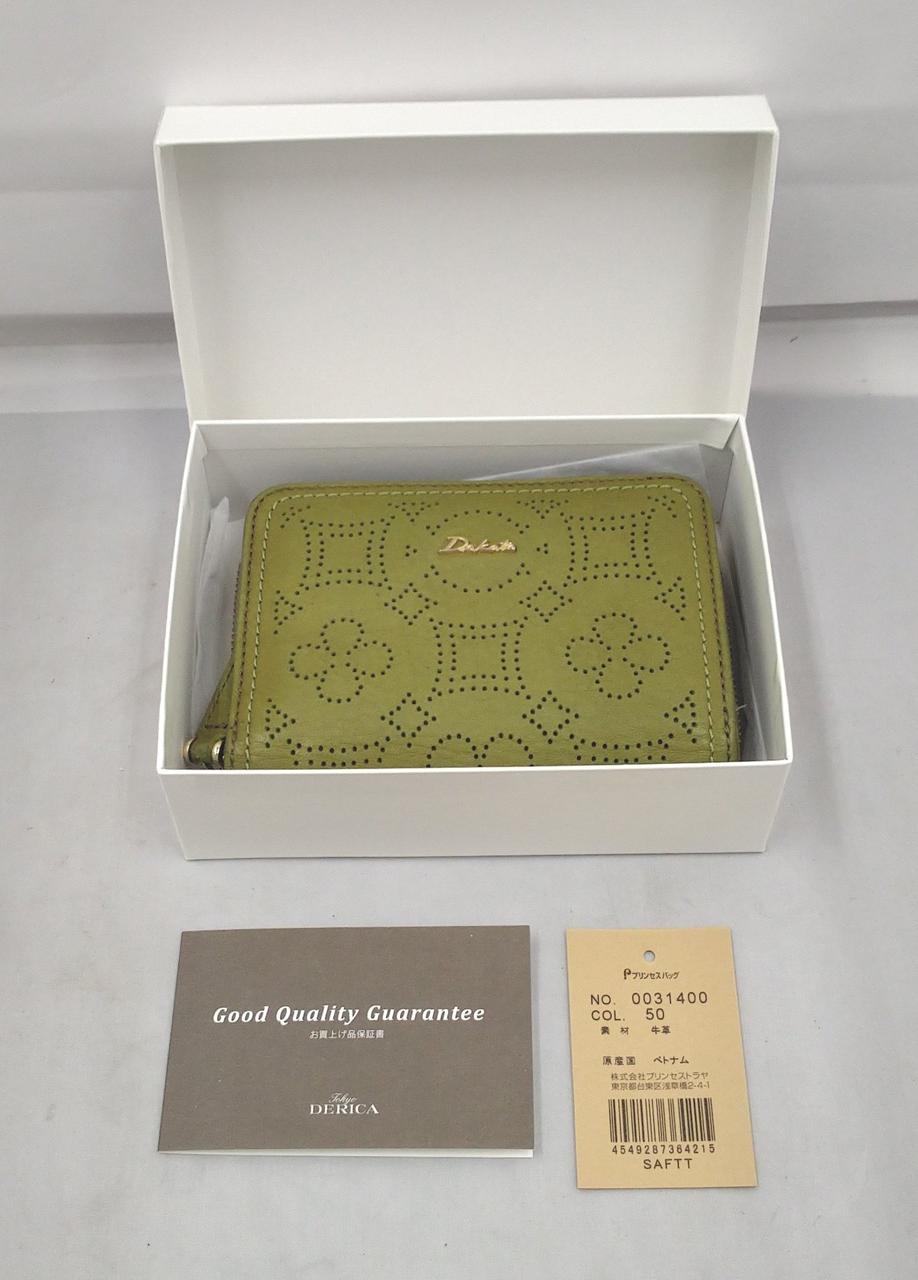 Dakota
Good Quality Guarantee
お買上げ品保証書
Tokyo
DERICA
プリンセスバッグ
NO. 0031400
COL. 50
素材 牛革
原産国 ベトナム
株式会社プリンセストラヤ
東京都台東区浅草橋2-4-1
4549287364215
SAFTT